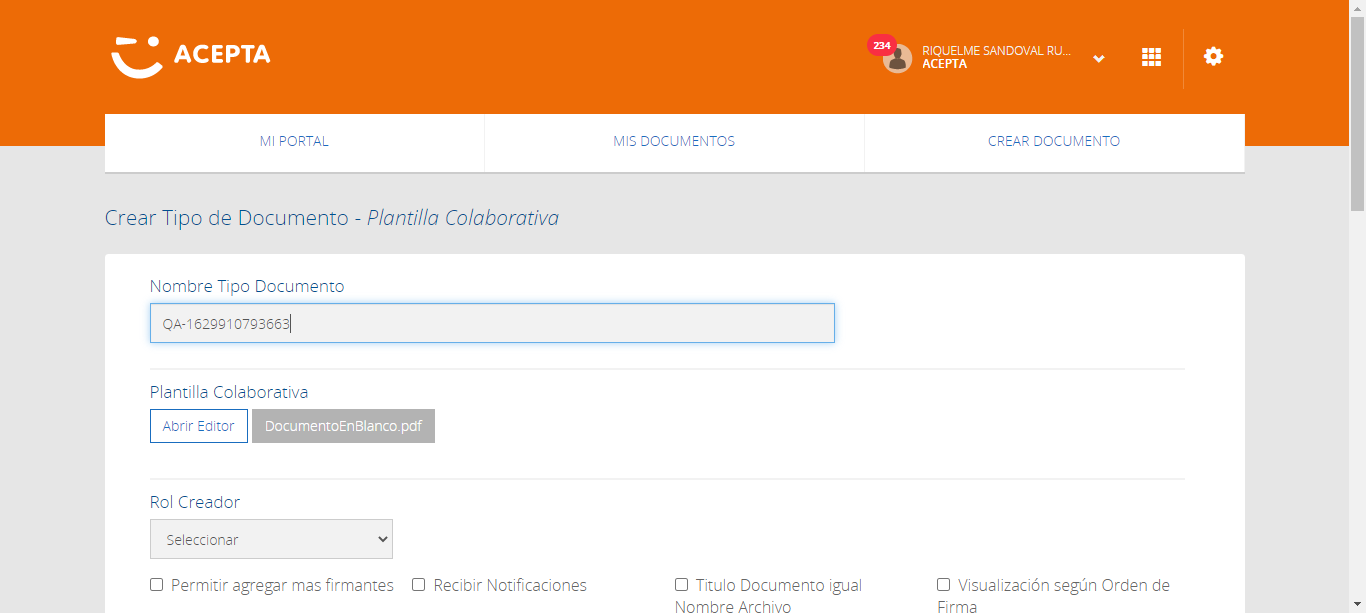 ACEPTA
234
RIQUELME SANDOVAL RU...
ACEPTA
MI PORTAL
MIS DOCUMENTOS
CREAR DOCUMENTO
Crear Tipo de Documento - Plantilla Colaborativa
Nombre Tipo Documento
QA-1629910793663
Plantilla Colaborativa
Abrir Editor
DocumentoEnBlanco.pdf
Rol Creador
Seleccionar
Permitir agregar mas firmantes
Recibir Notificaciones
Titulo Documento igual
Nombre Archivo
Visualización según Orden de
Firma